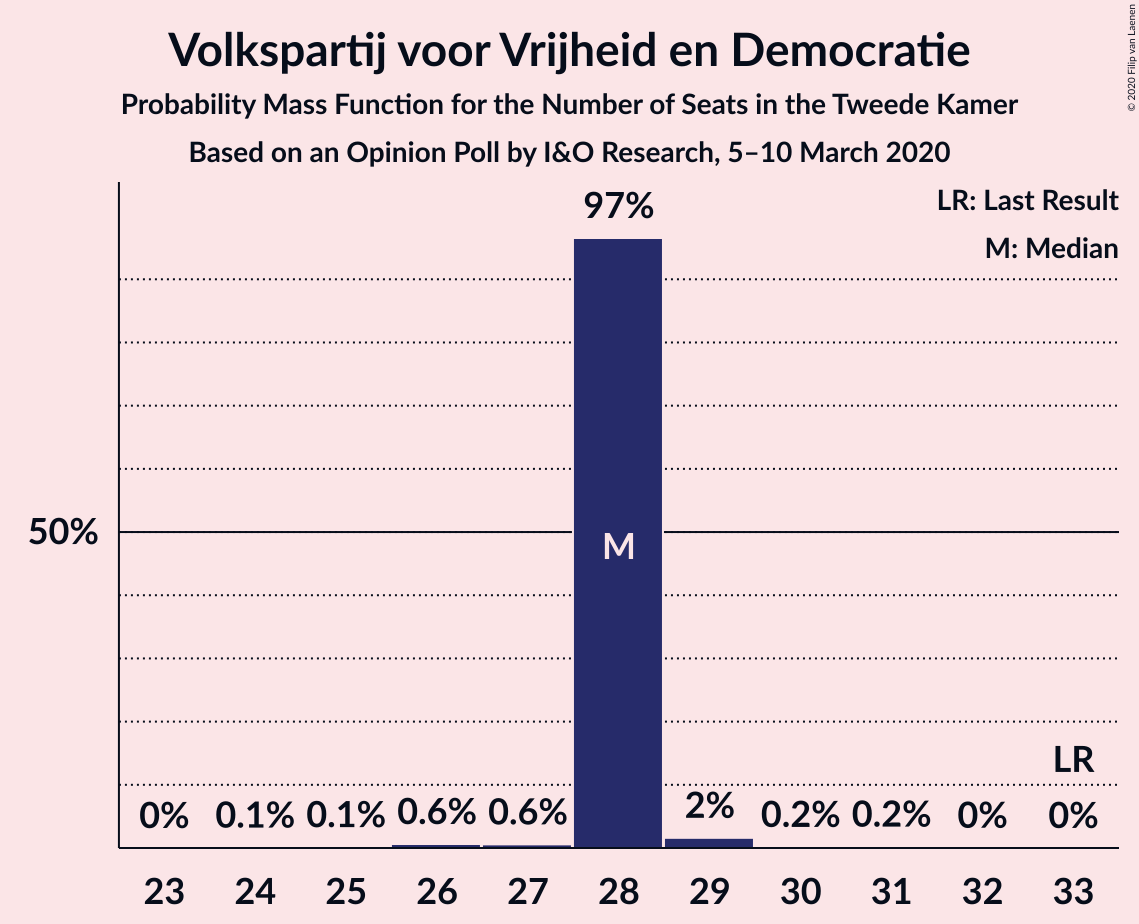 Volkspartij voor Vrijheid en Democratie
Probability Mass Function for the Number of Seats in the Tweede Kamer
Based on an Opinion Poll by I&O Research, 5–10 March 2020
© 2020 Filip van Laenen
LR: Last Result
M: Median
97%
50%
M
LR
0% 0.1% 0.1% 0.6% 0.6% 2% 0.2% 0.2% 0% 0%
23 24 25 26 27 28 29 30 31 32 33